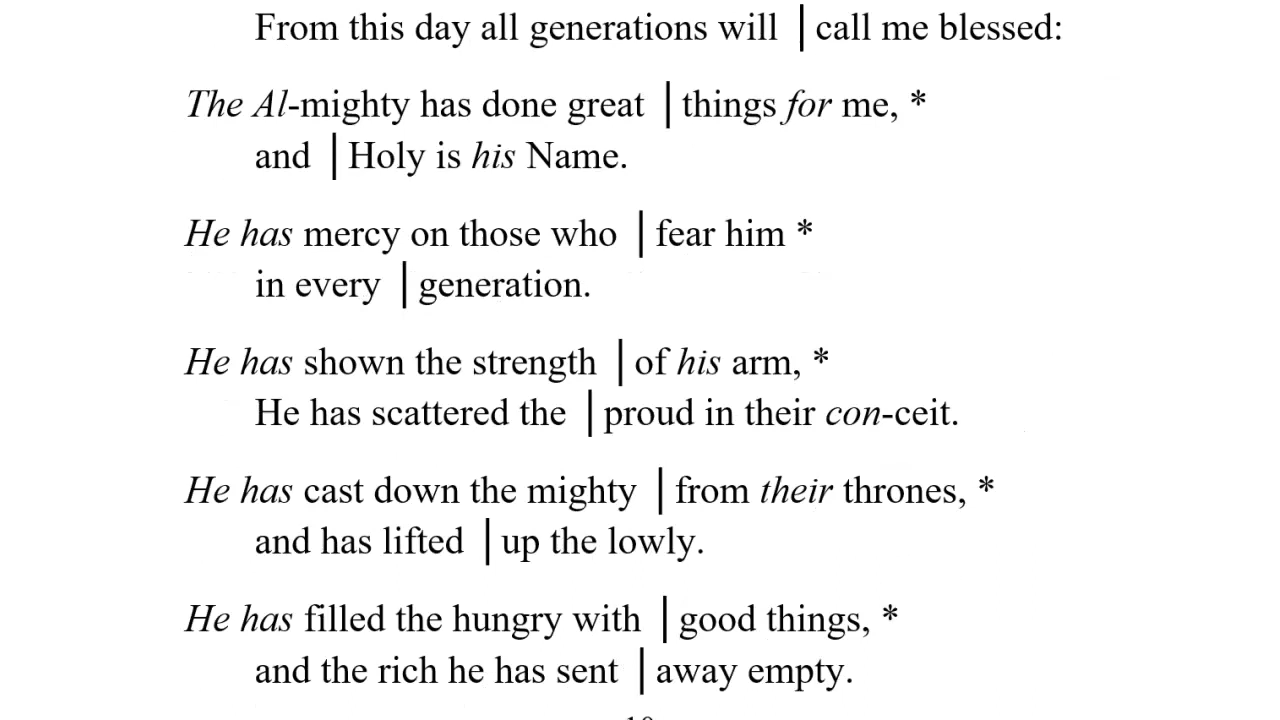 From this day all generations will | call me blessed:
The Al-mighty has done great | things for me, *
and | Holy is his Name.
He has mercy on those who | fear him *
in every | generation.
He has shown the strength | of his arm, *
He has scattered the | proud in their con-ceit.
He has cast down the mighty | from their thrones, *
and has lifted | up the lowly.
He has filled the hungry with | good things, *
and the rich he has sent | away empty.